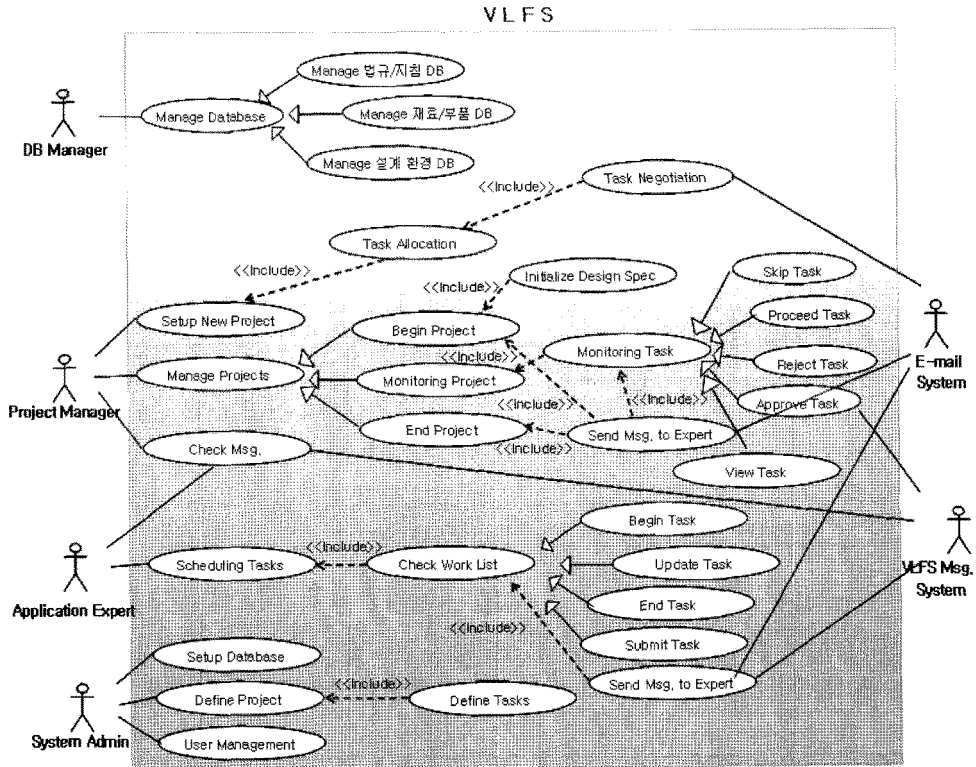 VLFS
Manage 법규/지침 DB
Manage Database
Manage 재료/부품 DB
DB Manager
Manage 설계 환경 DB
<<Include>>
Task Negotiation
Task Allocation
<<Include>>
Initialize Design Spec
Skip Task
<<Include>>
Setup New Project
Begin Project
Proceed Task
<<Include>>
Monitoring Task
Manage Projects
Monitoring Project
Reject Task
E-mail
System
Project Manager
<<Include>>
Approve Task
End Project
Send Msg. to Expert
Check Msg.
<<Include>>
View Task
Begin Task
<<Include>>
Scheduling Tasks
Check Work List
Update Task
Application Expert
VLFS Msg.
System
End Task
<<Include>>
Submit Task
Setup Database
<<Include>>
Send Msg. to Expert
Define Project
Define Tasks
System Admin
User Management